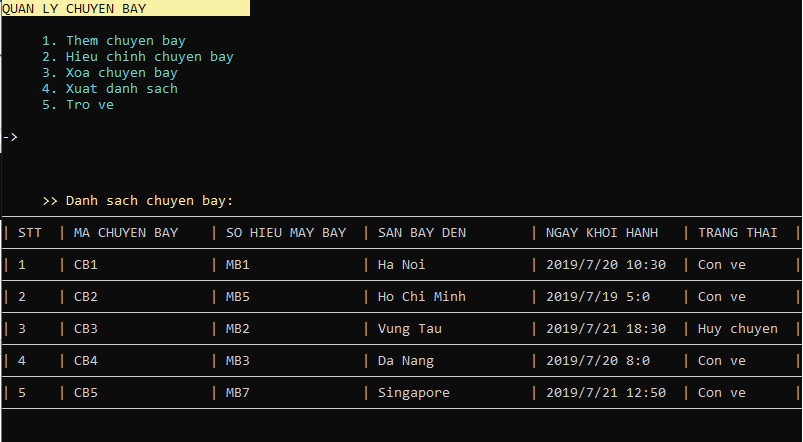 QUAN LY CHUYEN BAY
1. Them chuyen bay
2. Hieu chinh chuyen bay
3. Xoa chuyen bay
4. Xuat danh sach
5. Tro ve
->
>> Danh sach chuyen bay:
| STT | MA CHUYEN BAY | SO HIEU MAY BAY | SAN BAY DEN | NGAY KHOI HANH | TRANG THAI |
| 1 | CB1 | MB1 | Ha Noi | 2019/7/20 10:30 | Con ve |
| 2 | CB2 | MB5 | Ho Chi Minh | 2019/7/19 5:0 | Con ve |
| 3 | CB3 | MB2 | Vung Tau | 2019/7/21 18:30 | Huy chuyen |
| 4 | CB4 | MB3 | Da Nang | 2019/7/20 8:0 | Con ve |
| 5 | CB5 | MB7 | Singapore | 2019/7/21 12:50 | Con ve |